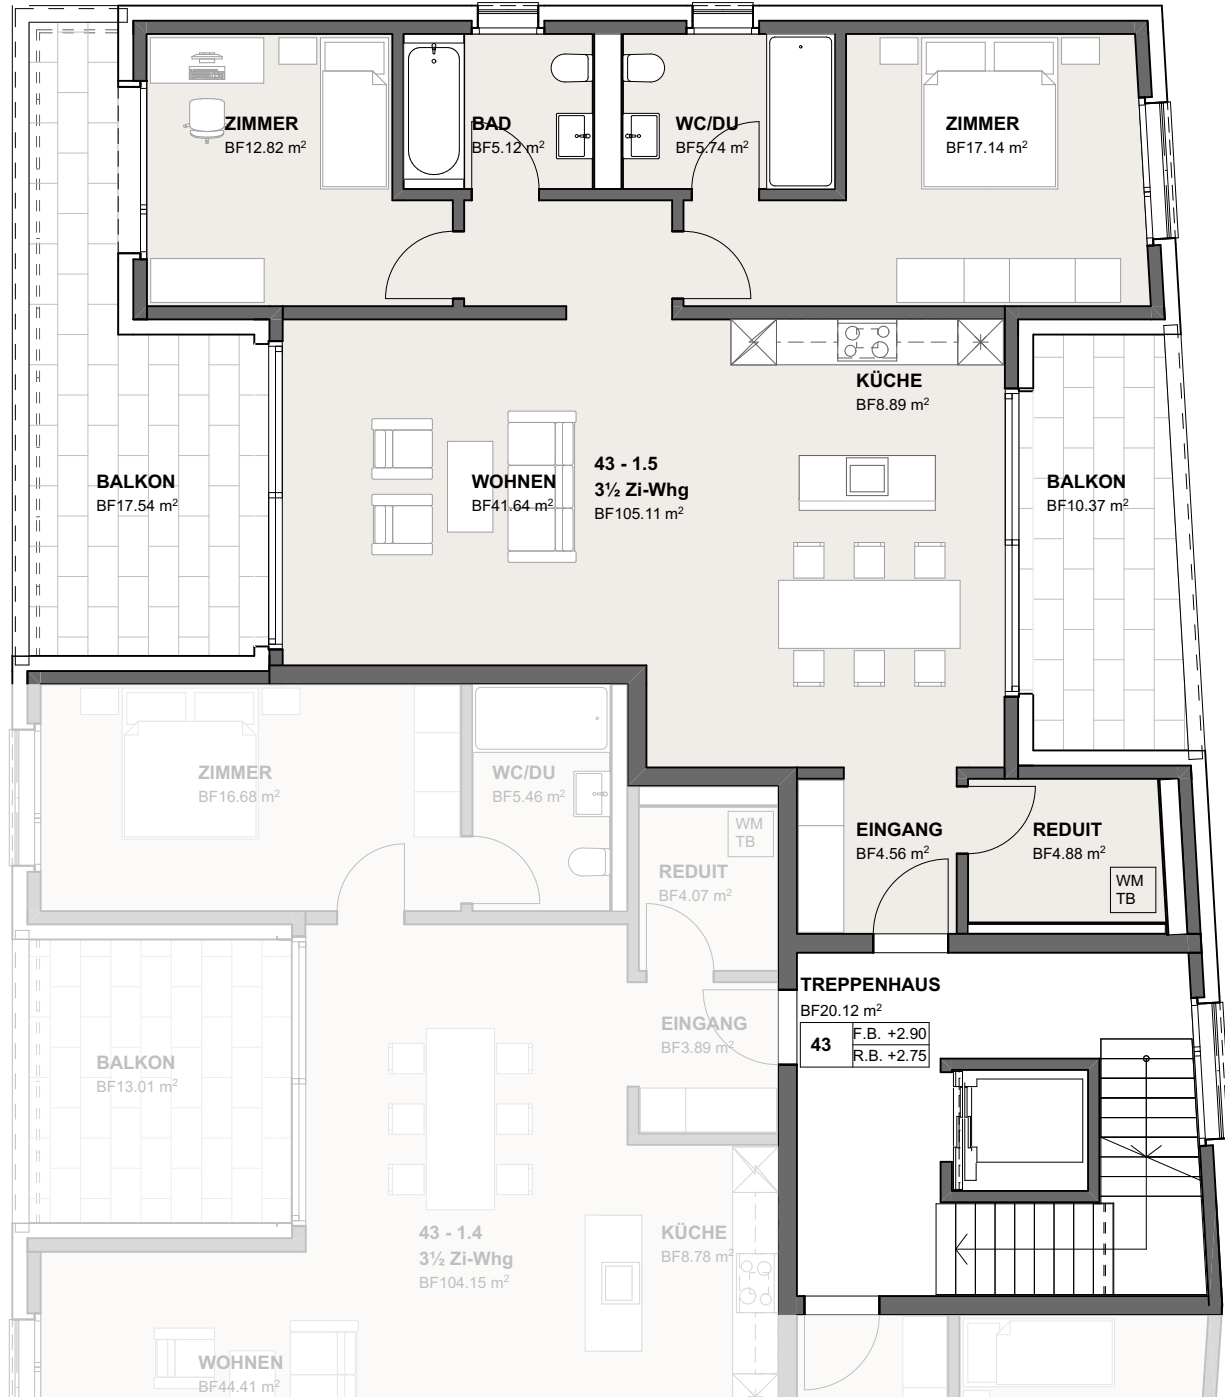 ZIMMER
BF12.82 m²
BAD
BF5.12 m²
WC/DU
BF5.74 m²
ZIMMER
BF17.14 m²
KÜCHE
BF8.89 m²
BALKON
BF17.54 m²
WOHNEN
BF41.64 m²
43 - 1.5
3½ Zi-Whg
BF105.11 m²
BALKON
BF10.37 m²
ZIMMER
BF16.68 m²
WC/DU
BF5.46 m²
WM
TB
REDUIT
BF4.07 m²
EINGANG
BF4.56 m²
REDUIT
BF4.88 m²
WM
TB
TREPPENHAUS
BF20.12 m²
43
F.B. +2.90
R.B. +2.75
EINGANG
BF3.89 m²
BALKON
BF13.01 m²
43 - 1.4
3½ Zi-Whg
BF104.15 m²
KÜCHE
BF8.78 m²
WOHNEN
BF44.41 m²